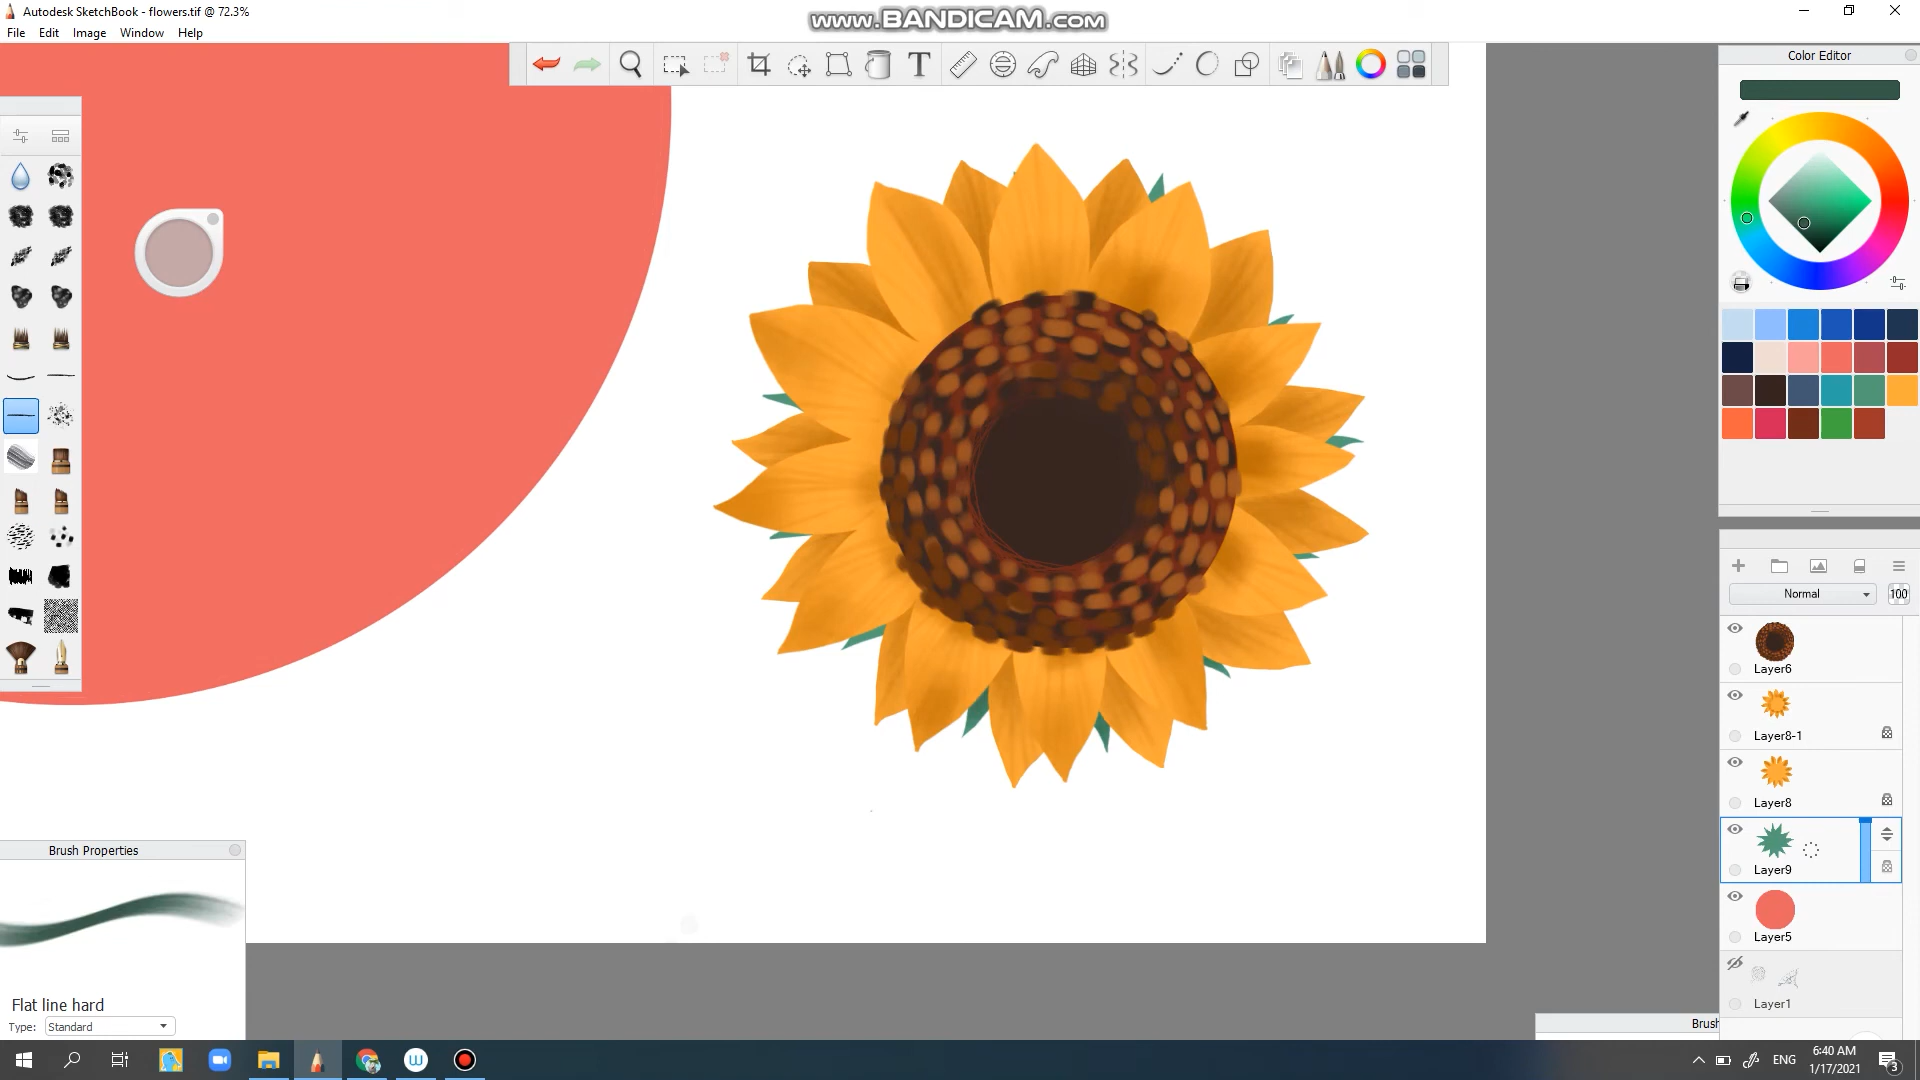 Autodesk SketchBook - flowers.tif @ 72.3%
www.BANDICAM.com
File Edit Image Window Help
T
Color Editor
Normal 100
Layer6
Layer8-1
Layer8
Layer9
Layer5
Layer1
Brush Properties
Flat line hard
Type: Standard
Brush
ENG
6:40 AM
1/17/2021
3